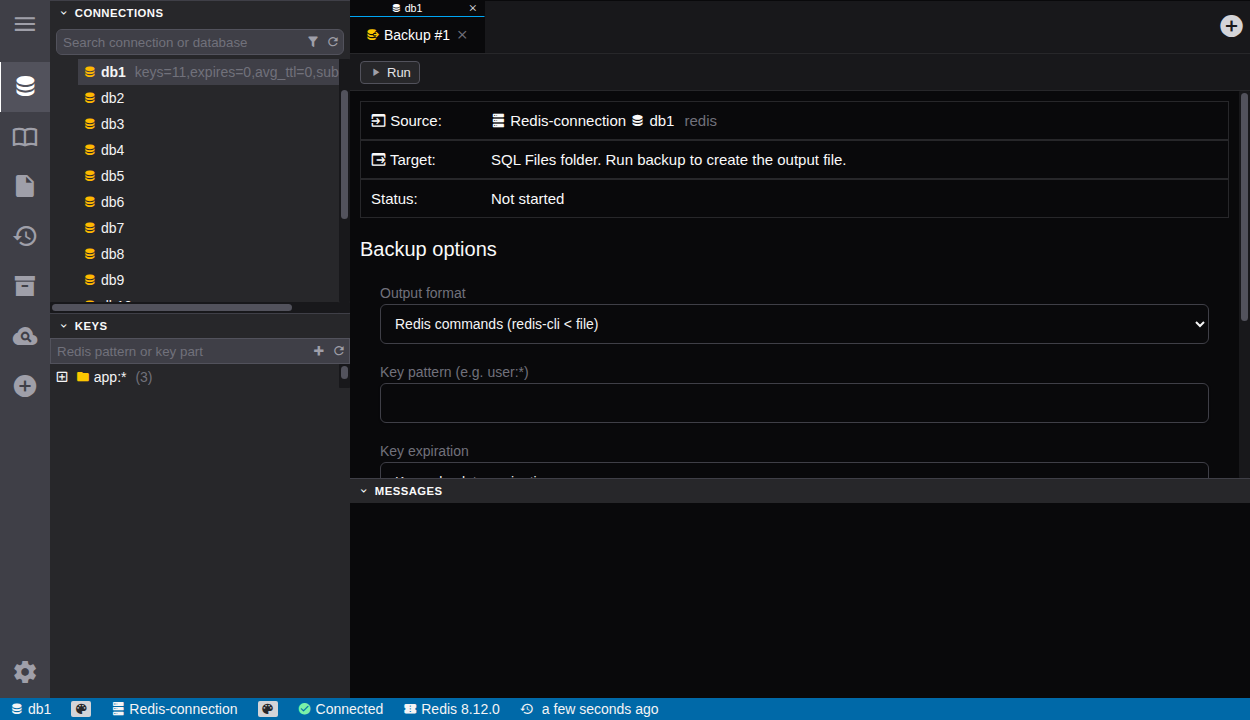 CONNECTIONS
Search connection or database
db1 keys=11,expires=0,avg_ttl=0,sub
db2
db3
db4
db5
db6
db7
db8
db9
KEYS
Redis pattern or key part
app:* (3)
db1
Backup #1
Run
Source: Redis-connection db1 redis
Target: SQL Files folder. Run backup to create the output file.
Status: Not started
Backup options
Output format
Redis commands (redis-cli < file)
Key pattern (e.g. user:*)
Key expiration
MESSAGES
db1 Redis-connection Connected Redis 8.12.0 a few seconds ago